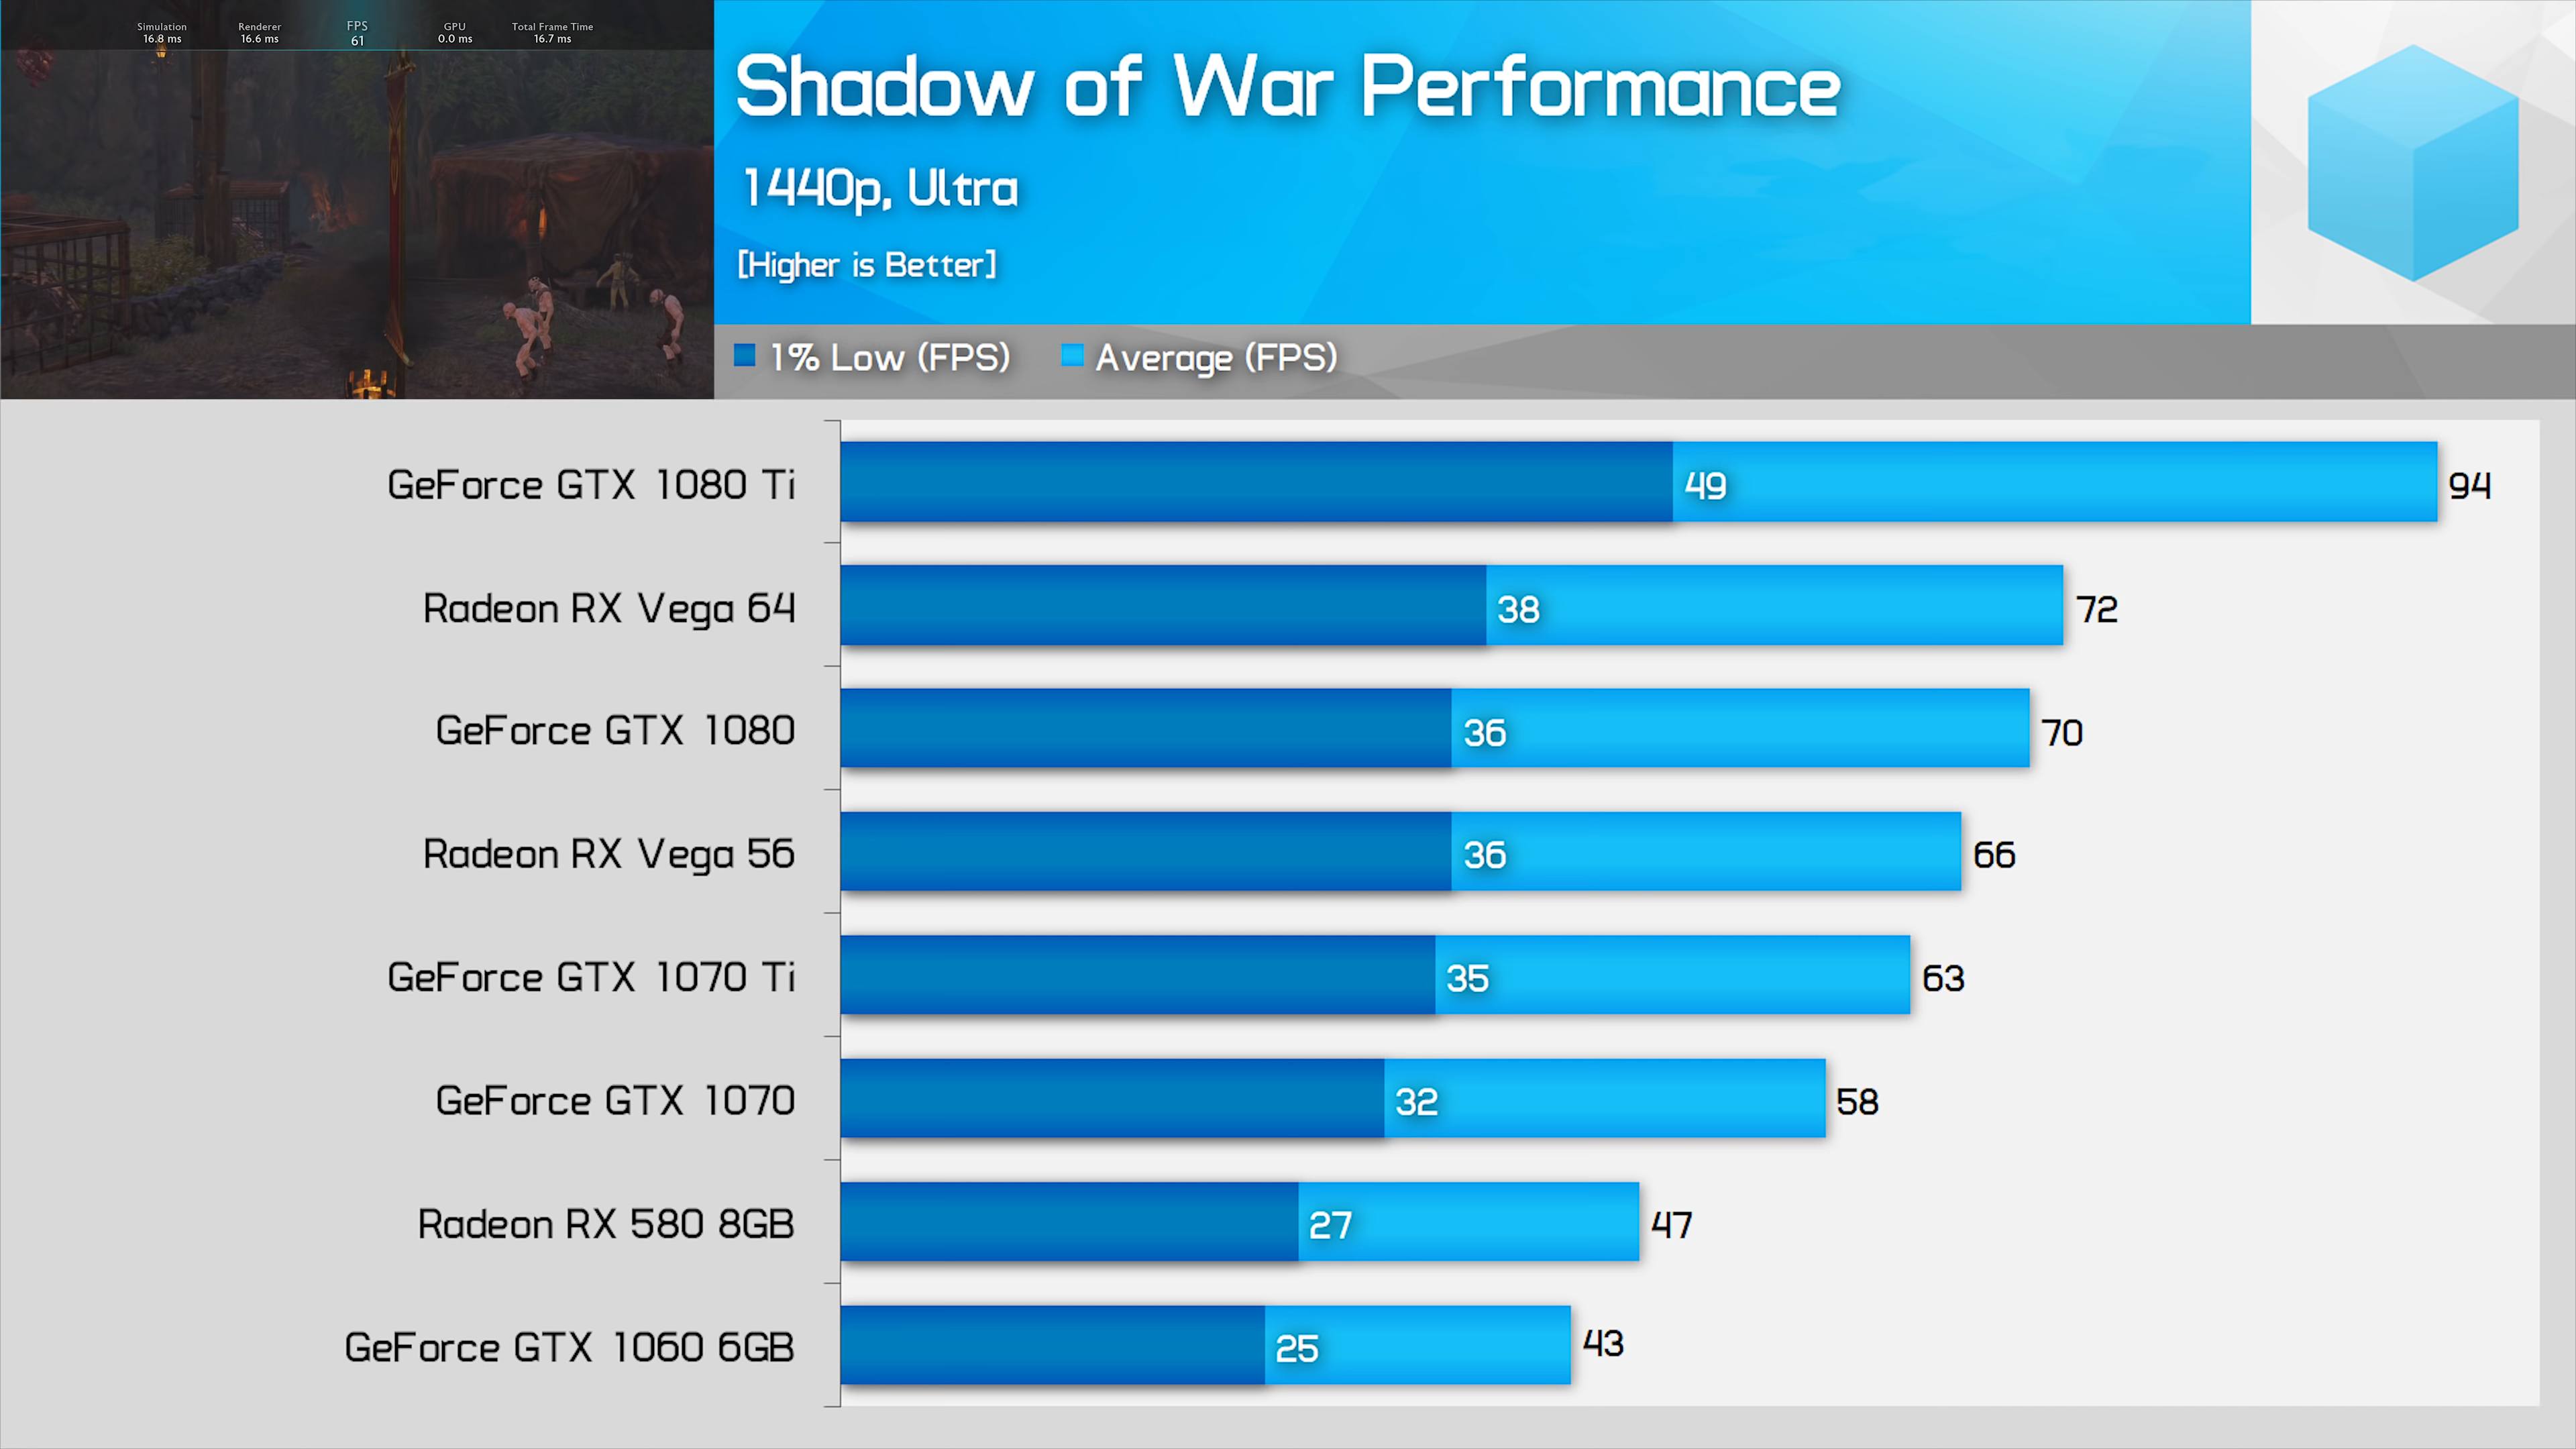 Simulation Renderer FPS GPU Total Frame Time
16.8 ms 16.6 ms 61 0.0 ms 16.7 ms
Shadow of War Performance
1440p, Ultra
[Higher is Better]
1% Low (FPS) Average (FPS)
GeForce GTX 1080 Ti 49 94
Radeon RX Vega 64 38 72
GeForce GTX 1080 36 70
Radeon RX Vega 56 36 66
GeForce GTX 1070 Ti 35 63
GeForce GTX 1070 32 58
Radeon RX 580 8GB 27 47
GeForce GTX 1060 6GB 25 43